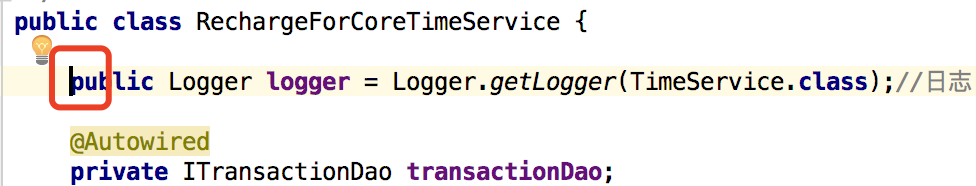 public class RechargeForCoreTimeService {
public Logger logger = Logger.getLogger(TimeService.class);//日志
@Autowired
private ITransactionDao transactionDao;